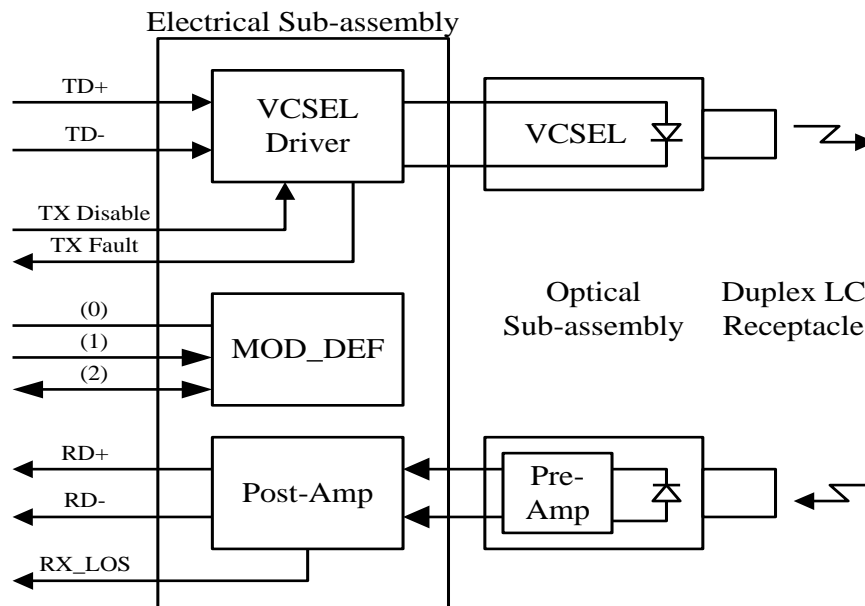 Electrical Sub-assembly
TD+
TD-
VCSEL
Driver
VCSEL
TX Disable
TX Fault
Optical
Sub-assembly
Duplex LC
Receptacle
(0)
(1)
(2)
MOD_DEF
RD+
RD-
Post-Amp
Pre-
Amp
RX_LOS